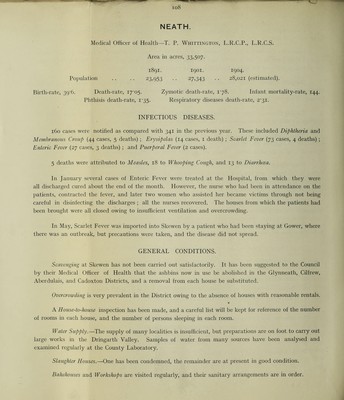 108
NEATH.
Medical Officer of Health—T. P. WHITTINGTON, L.R.C.P., L.R.C.S.
Area in acres, 33,507.
1891. 1901. 1904.
Population .. .. 23,953 .. 27,543 .. 28,021 (estimated).
Birth-rate, 39·6. Death-rate, 17·05. Zymotic death-rate, 1·78. Infant mortality-rate, 144.
Phthisis death-rate, 1·35. Respiratory diseases death-rate, 2·31.
INFECTIOUS DISEASES.
160 cases were notified as compared with 341 in the previous year. These included Diphtheria and
Membranous Croup (44 cases, 5 deaths); Erysipelas (14 cases, 1 death); Scarlet Fever (73 cases, 4 deaths);
Enteric Fever (27 cases, 3 deaths); and Puerperal Fever (2 cases).
5 deaths were attributed to Measles, 18 to Whooping Cough, and 13 to Diarrhœa.
In January several cases of Enteric Fever were treated at the Hospital, from which they were
all discharged cured about the end of the month. However, the nurse who had been in attendance on the
patients, contracted the fever, and later two women who assisted her became victims through not being
careful in disinfecting the discharges; all the nurses recovered. The houses from which the patients had
been brought were all closed owing to insufficient ventilation and overcrowding.
In May, Scarlet Fever was imported into Skewen by a patient who had been staying at Gower, where
there was an outbreak, but precautions were taken, and the disease did not spread.
GENERAL CONDITIONS.
Scavenging at Skewen has not been carried out satisfactorily. It has been suggested to the Council
by their Medical Officer of Health that the ashbins now in use be abolished in the Glynneath, Cilfrew,
Aberdulais, and Cadoxton Districts, and a removal from each house be substituted.
Overcrowding is very prevalent in the District owing to the absence of houses with reasonable rentals.
A House-to-house inspection has been made, and a careful list will be kept for reference of the number
of rooms in each house, and the number of persons sleeping in each room.
Water Supply.—The supply of many localities is insufficient, but preparations are on foot to carry out
large works in the Dringarth Valley. Samples of water from many sources have been analysed and
examined regularly at the County Laboratory.
Slaughter Houses.—One has been condemned, the remainder are at present in good condition.
Bakehouses and Workshops are visited regularly, and their sanitary arrangements are in order.